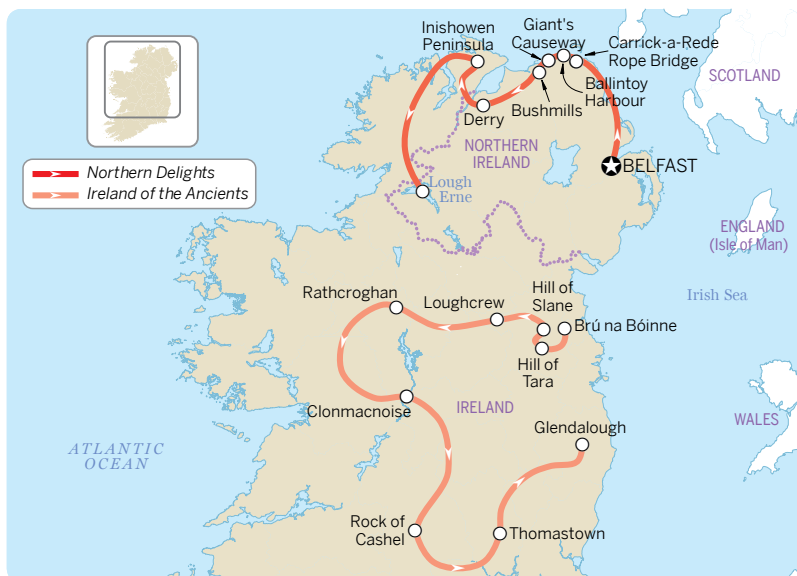 Inishowen
Peninsula
Giant's
Causeway
Carrick-a-Rede
Rope Bridge
Ballintoy
Harbour
Bushmills
Derry
SCOTLAND
NORTHERN
IRELAND
BELFAST
Northern Delights
Ireland of the Ancients
Lough
Erne
ENGLAND
(Isle of Man)
Irish Sea
Rathcroghan
Loughcrew
Hill of
Slane
Brú na Bóinne
Hill of
Tara
Clonmacnoise
IRELAND
Glendalough
WALES
ATLANTIC
OCEAN
Rock of
Cashel
Thomastown